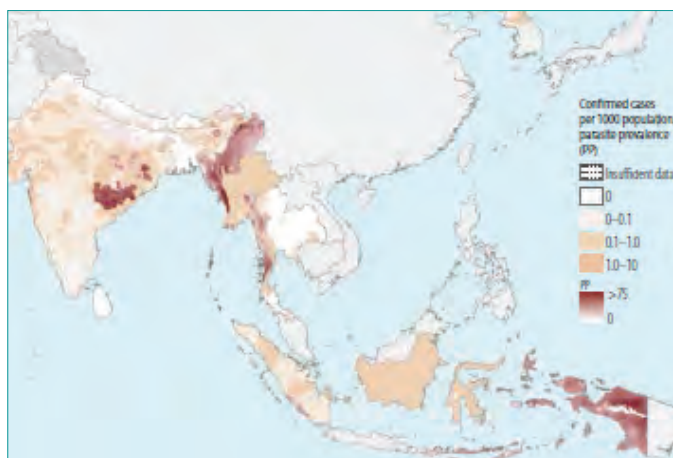 Confirmed cases
per 1000 population/
parasite prevalence
(PP)
Insufficient data
0
0–0.1
0.1–1.0
1.0–10
PP
>75
0